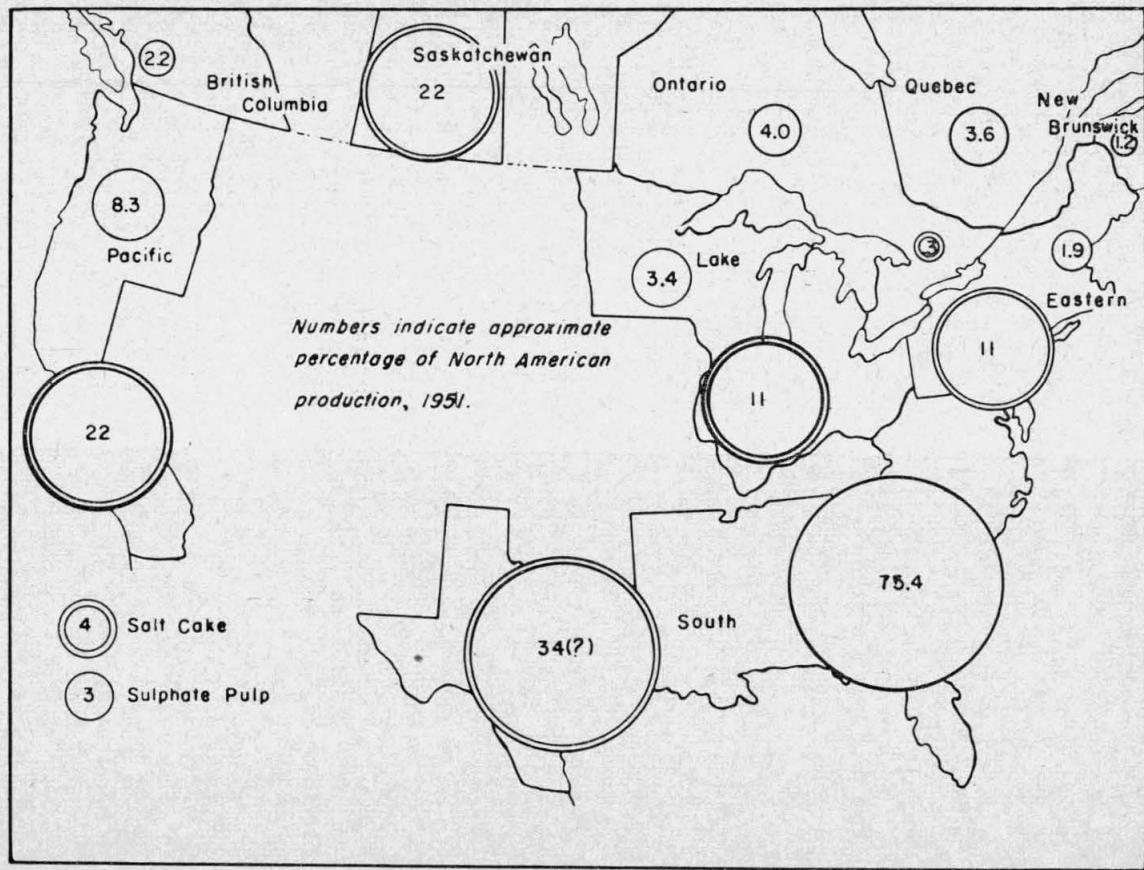 2.2
British
Columbia
Saskatchewan
22
Ontario
4.0
Quebec
3.6
New
Brunswick
1.2
8.3
Pacific
3.4
Lake
.3
1.9
Eastern
11
Numbers indicate approximate
percentage of North American
production, 1951.
11
22
75.4
34(?)
South
4 Salt Cake
3 Sulphate Pulp